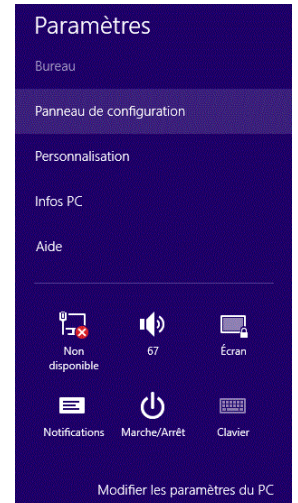 Paramètres
Bureau
Panneau de configuration
Personnalisation
Infos PC
Aide
Non
disponible
67
Écran
Notifications
Marche/Arrêt
Clavier
Modifier les paramètres du PC